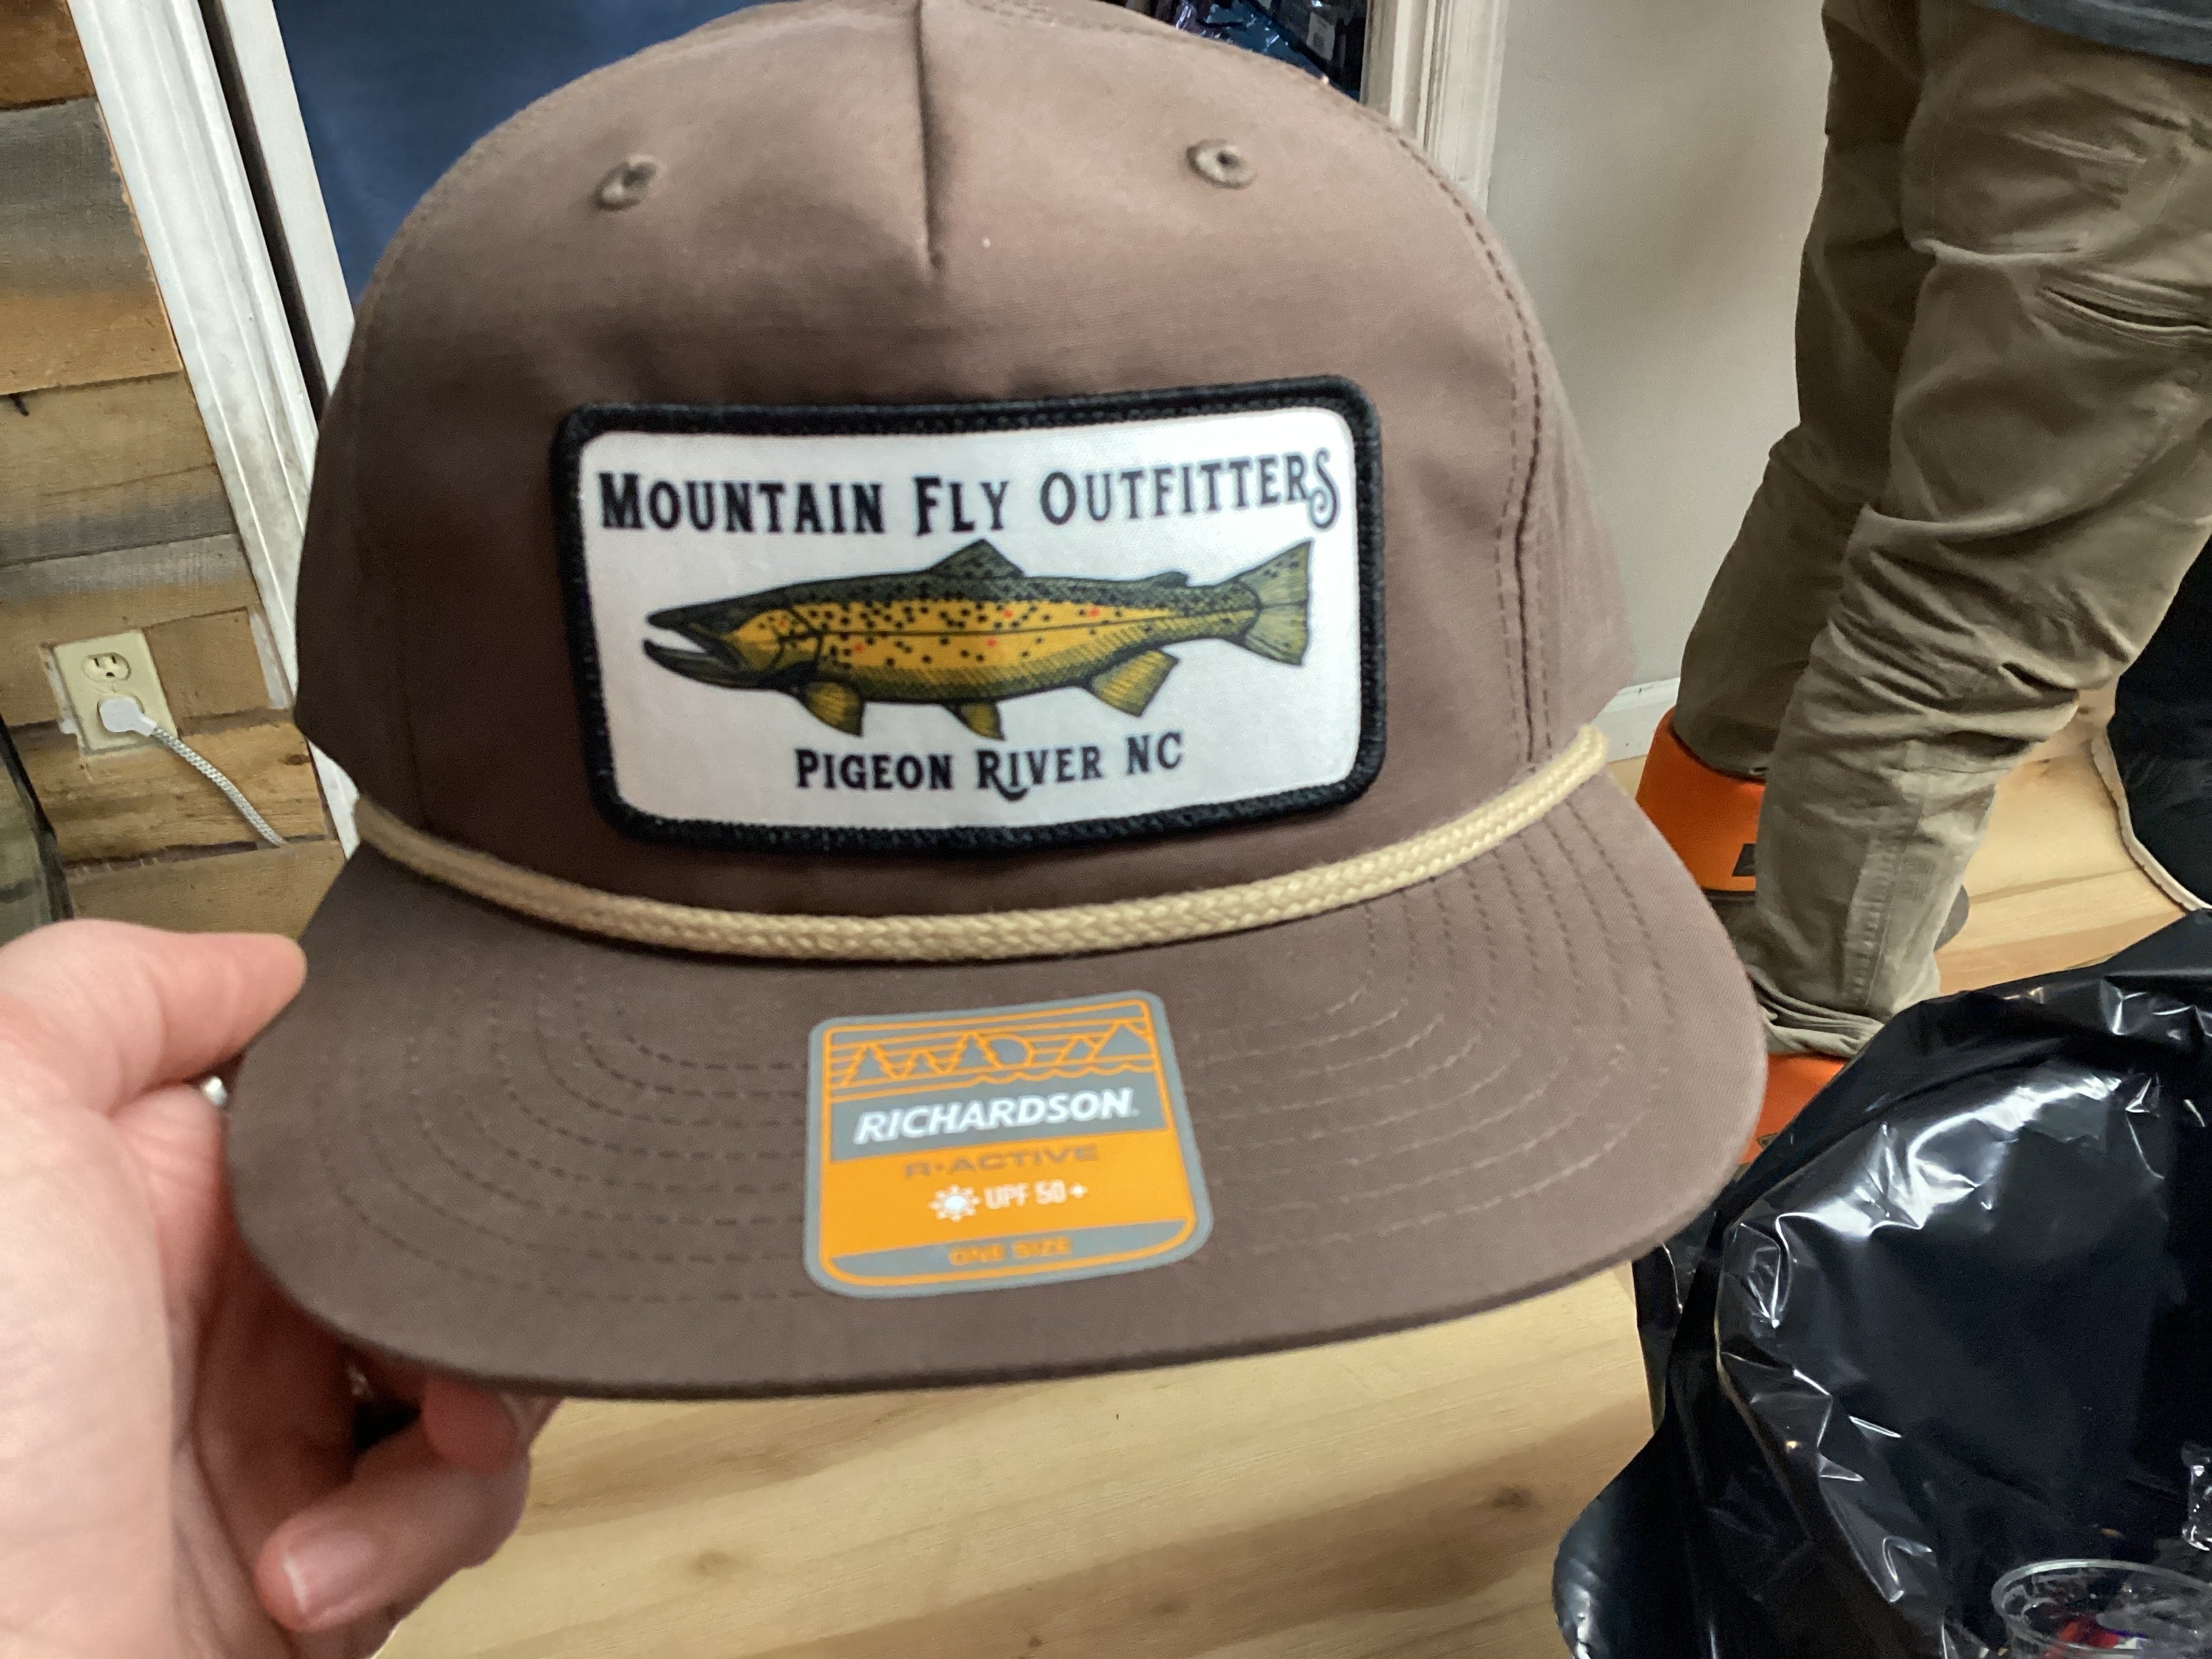 MOUNTAIN FLY OUTFITTERS
PIGEON RIVER NC
RICHARDSON
R·ACTIVE
UPF 50+
ONE SIZE